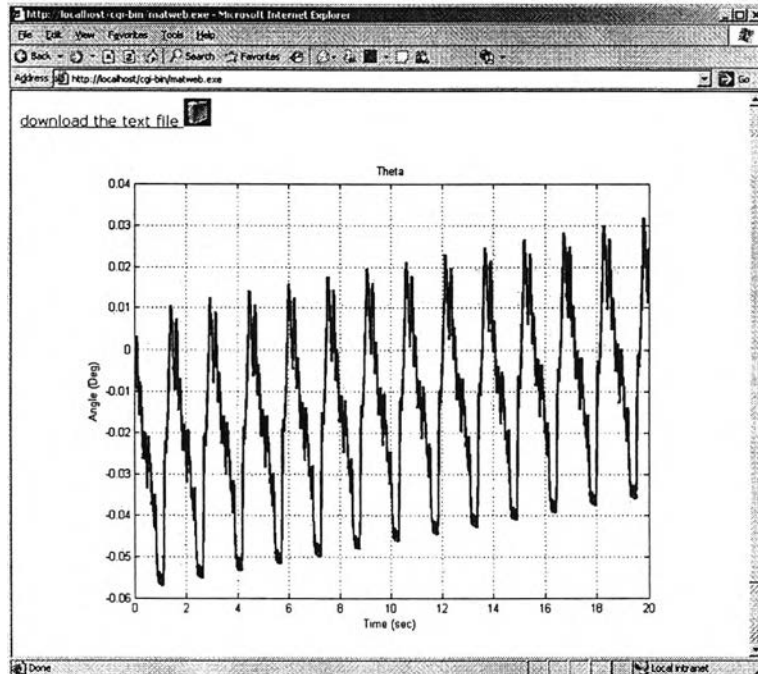 http://localhost-cgi-bin-matweb.exe - Microsoft Internet Explorer
File Edit View Favorites Tools Help
Back Search Favorites
Address http://localhost/cgi-bin/matweb.exe Go
download the text file
Theta
0.04
0.03
0.02
0.01
0
-0.01
-0.02
-0.03
-0.04
-0.05
-0.06
Angle (Deg)
0 2 4 6 8 10 12 14 16 18 20
Time (sec)
Done Local intranet